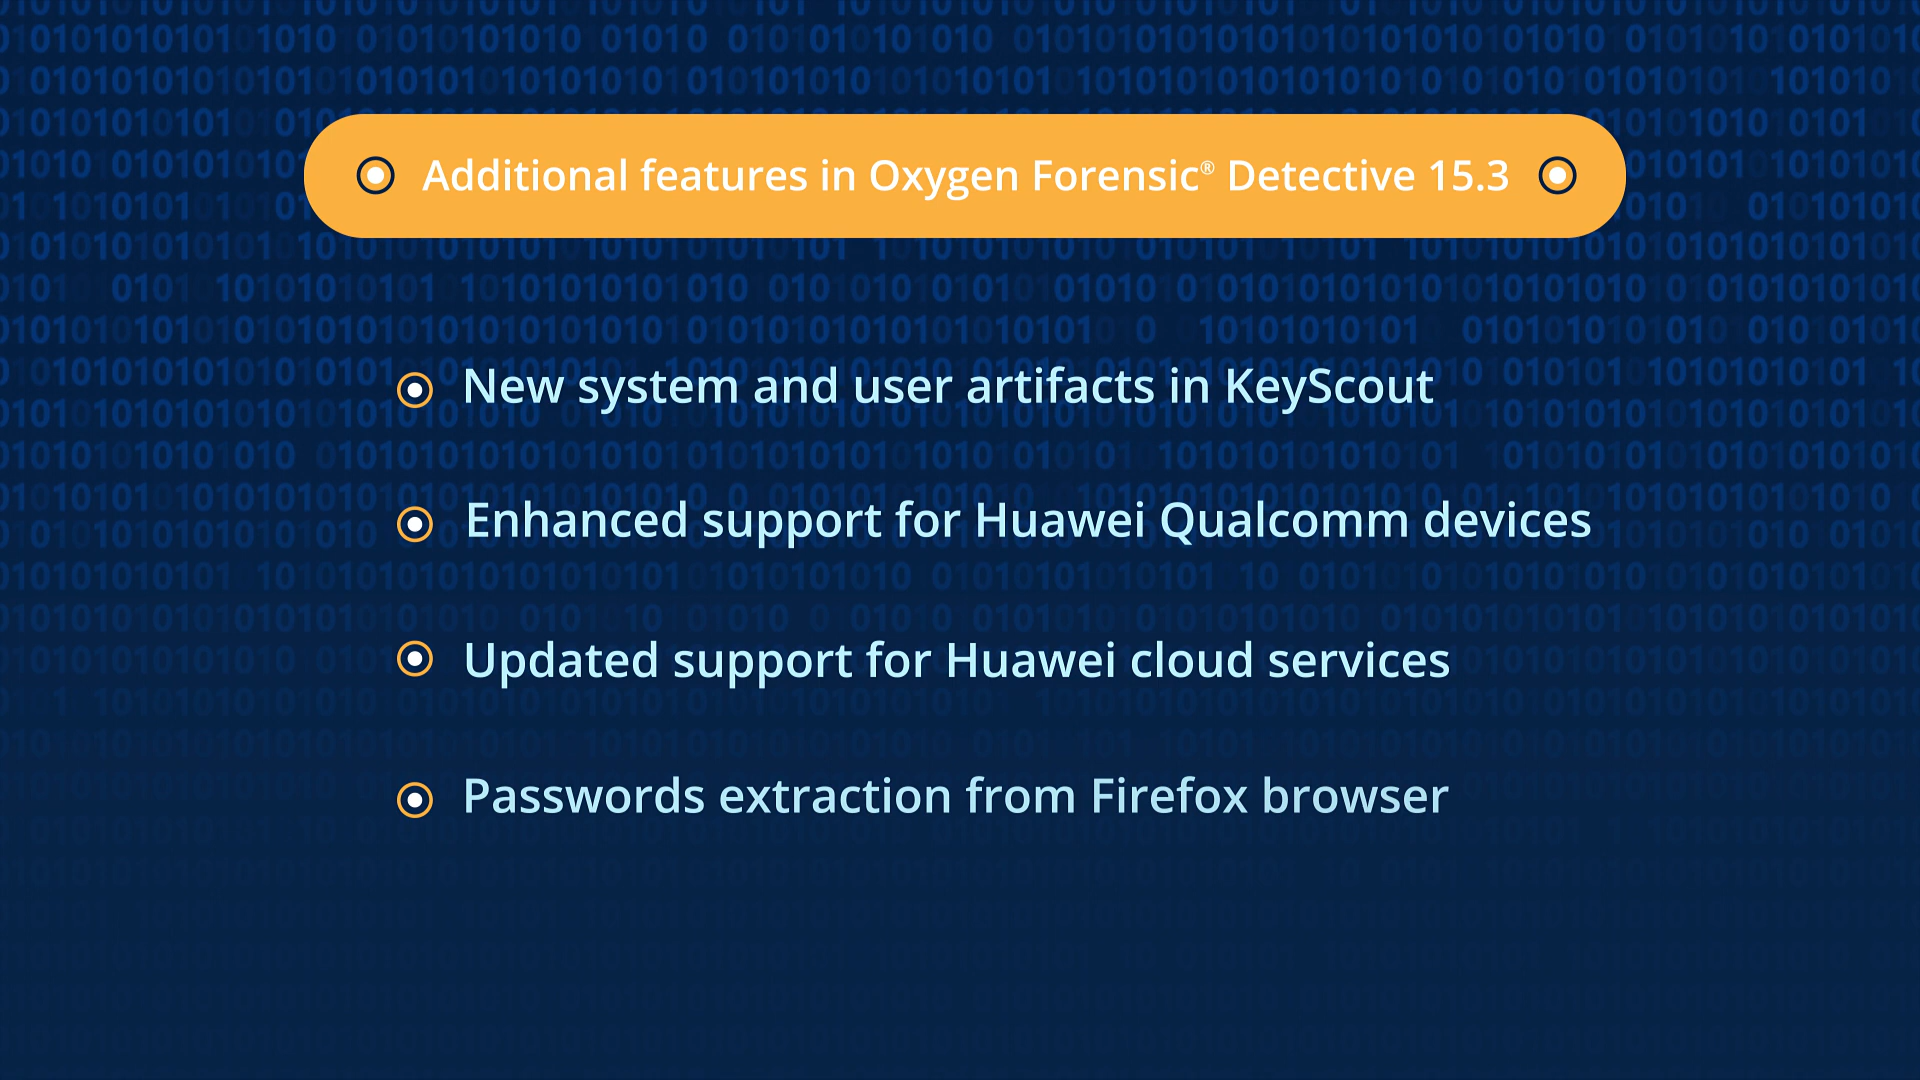 Additional features in Oxygen Forensic® Detective 15.3
New system and user artifacts in KeyScout
Enhanced support for Huawei Qualcomm devices
Updated support for Huawei cloud services
Passwords extraction from Firefox browser